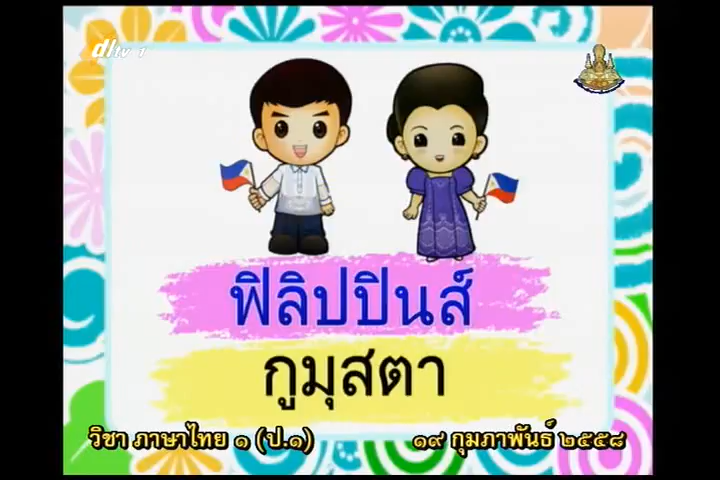 dltv 1
ฟิลิปปินส์
กูมุสตา
วิชา ภาษาไทย ๑ (ป.๑) ๑๙ กุมภาพันธ์ ๒๕๕๘